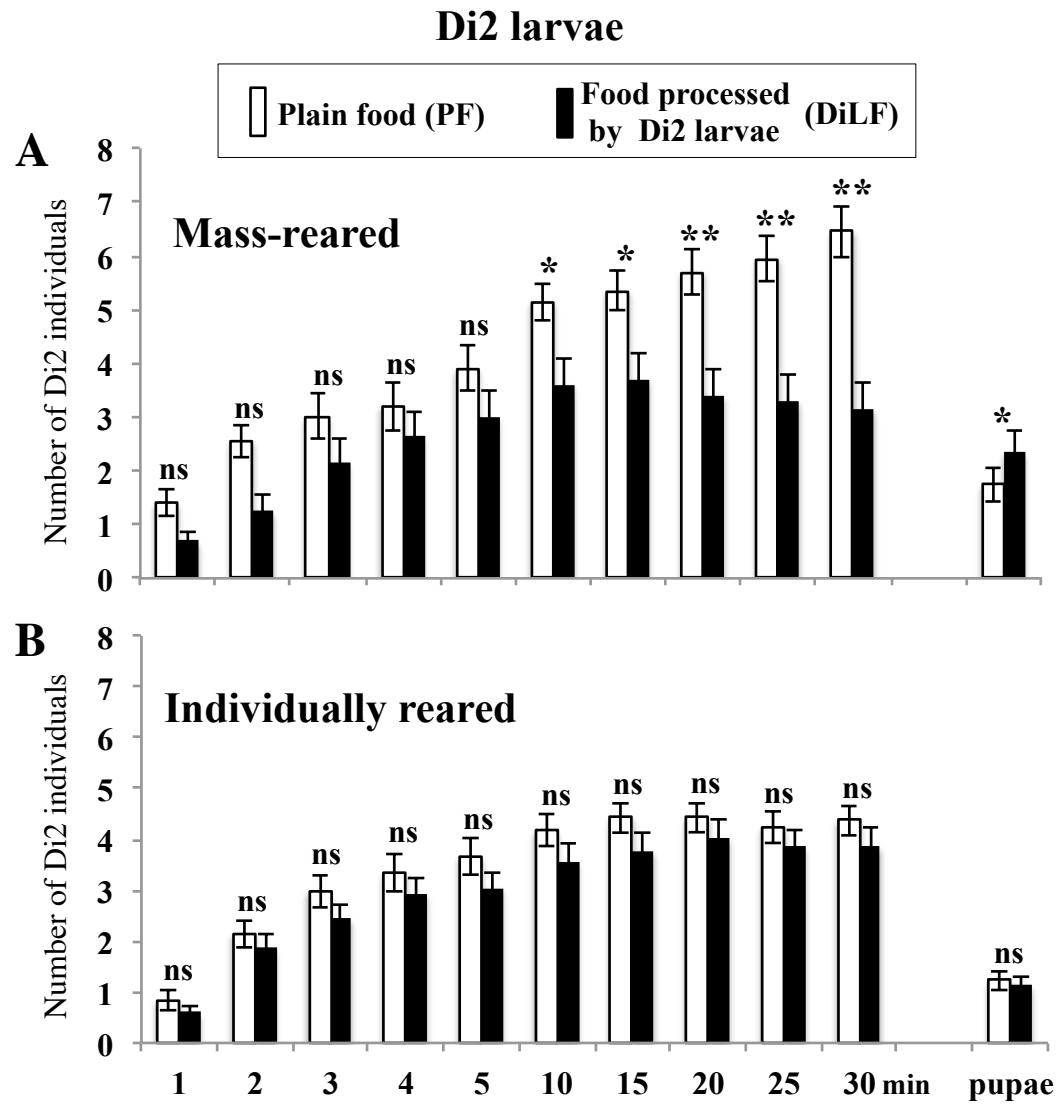 Di2 larvae
Plain food (PF)
Food processed
by Di2 larvae
(DiLF)
A
Number of Di2 individuals
8
7
6
5
4
3
2
1
0
Mass-reared
ns
ns
ns
ns
ns
*
*
**
**
**
*
B
Number of Di2 individuals
8
7
6
5
4
3
2
1
0
Individually reared
ns
ns
ns
ns
ns
ns
ns
ns
ns
ns
ns
1 2 3 4 5 10 15 20 25 30 min pupae